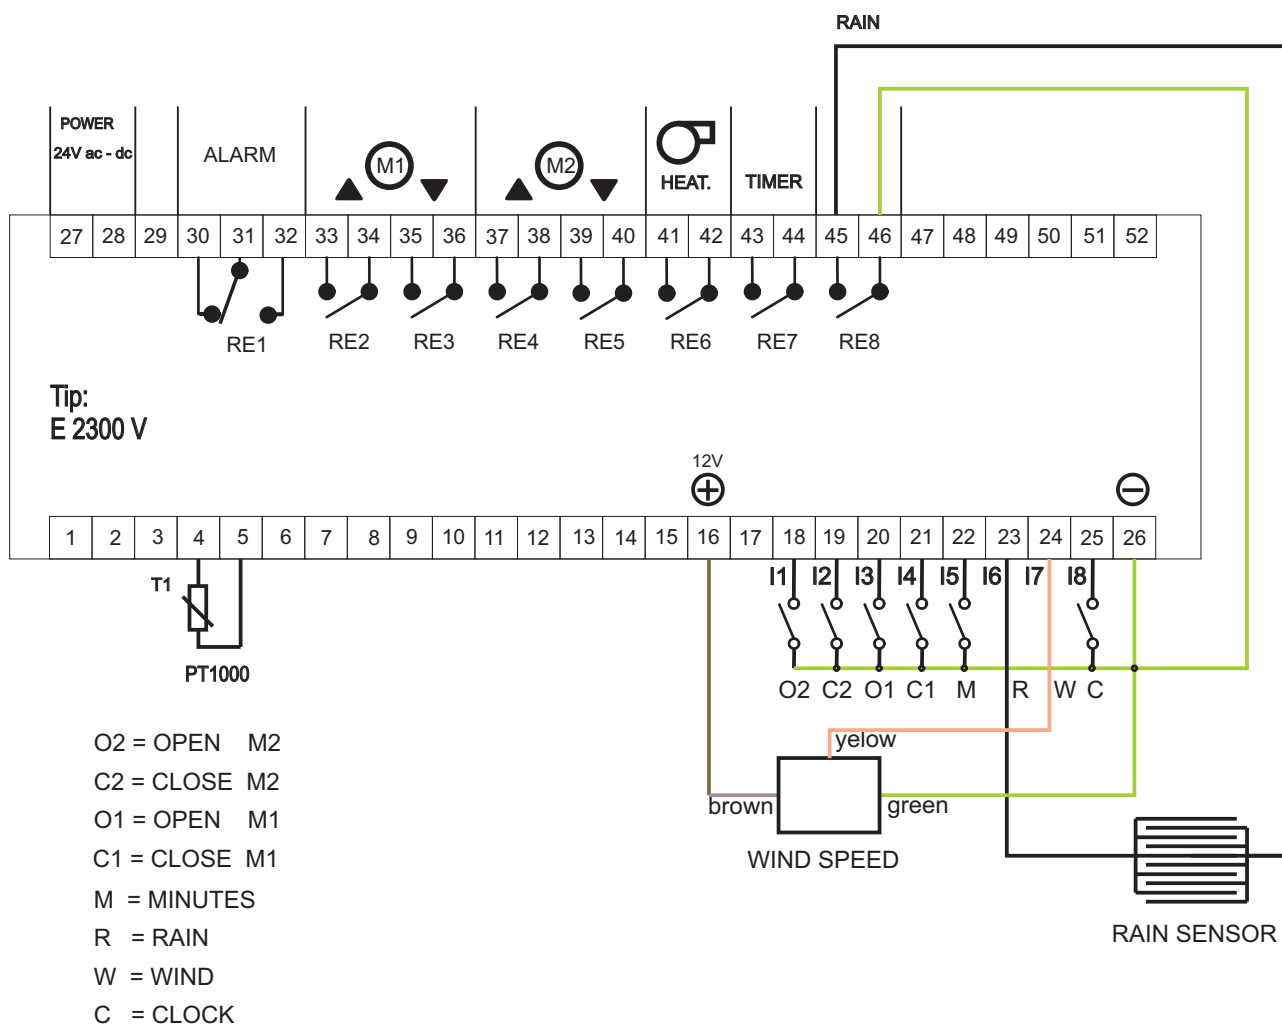 RAIN
POWER
24V ac - dc
ALARM
M1
M2
HEAT.
TIMER
27 28 29 30 31 32 33 34 35 36 37 38 39 40 41 42 43 44 45 46 47 48 49 50 51 52
RE1 RE2 RE3 RE4 RE5 RE6 RE7 RE8
Tip:
E 2300 V
12V
1 2 3 4 5 6 7 8 9 10 11 12 13 14 15 16 17 18 19 20 21 22 23 24 25 26
T1
I1 I2 I3 I4 I5 I6 I7 I8
PT1000
O2 C2 O1 C1 M R W C
yelow
brown
green
WIND SPEED
RAIN SENSOR
O2 = OPEN M2
C2 = CLOSE M2
O1 = OPEN M1
C1 = CLOSE M1
M = MINUTES
R = RAIN
W = WIND
C = CLOCK